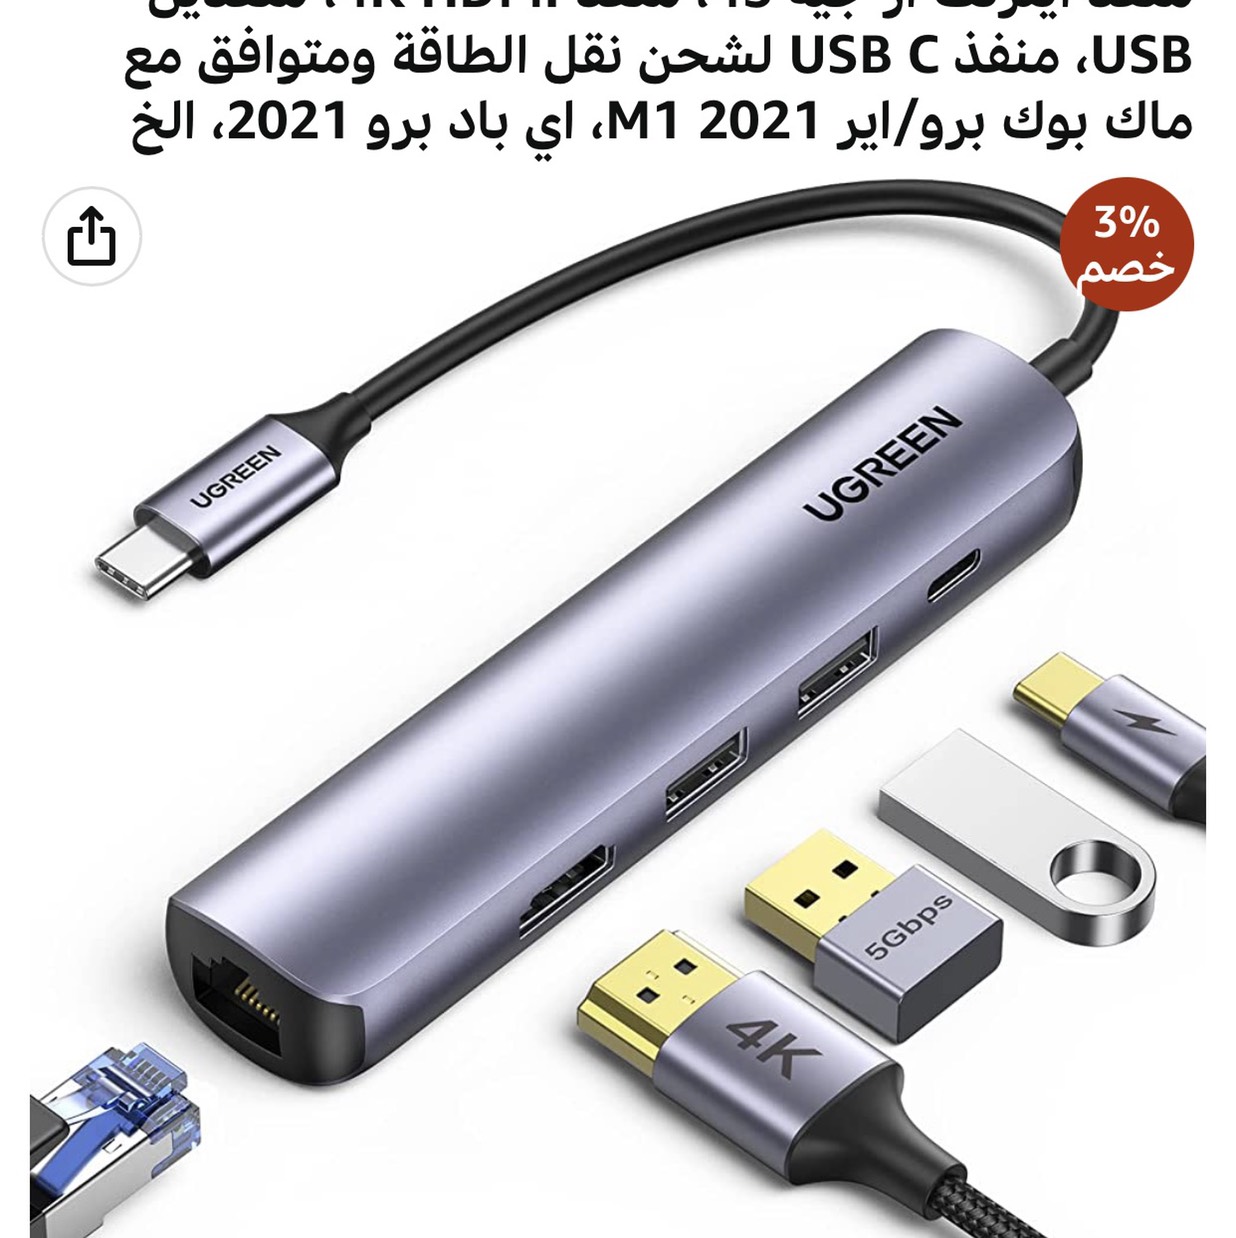 USB، منفذ USB C لشحن نقل الطاقة ومتوافق مع
ماك بوك برو/اير M1 2021، اي باد برو 2021، الخ
3%
خصم
UGREEN
UGREEN
5Gbps
4K